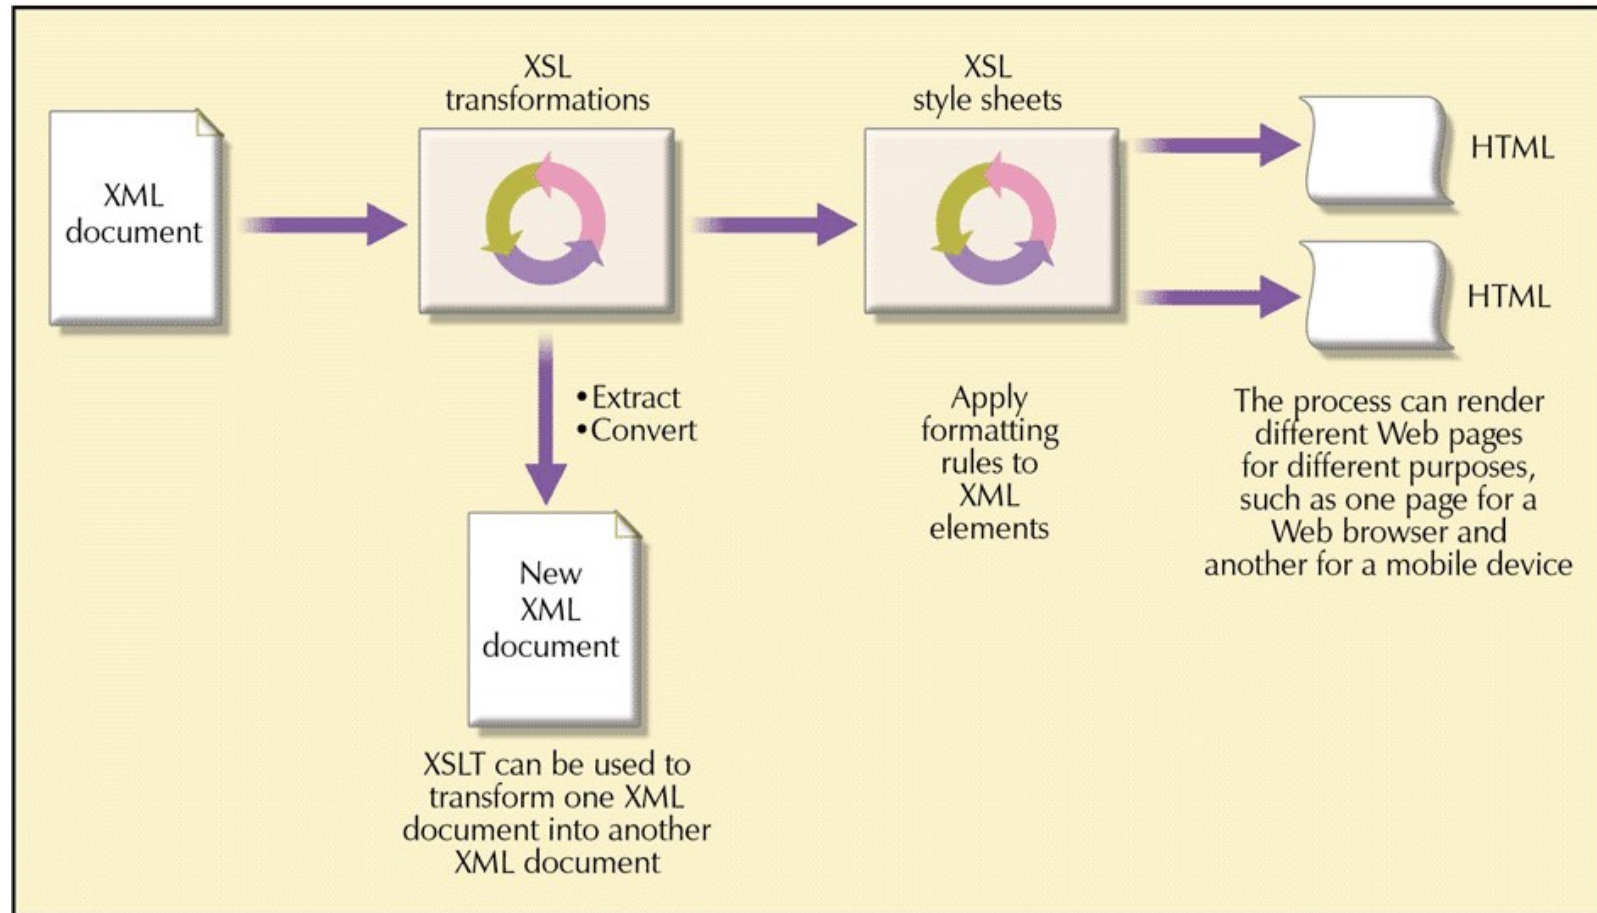 XML
document
XSL
transformations
XSL
style sheets
HTML
HTML
•Extract
•Convert
New
XML
document
XSLT can be used to
transform one XML
document into another
XML document
Apply
formatting
rules to
XML
elements
The process can render
different Web pages
for different purposes,
such as one page for a
Web browser and
another for a mobile device